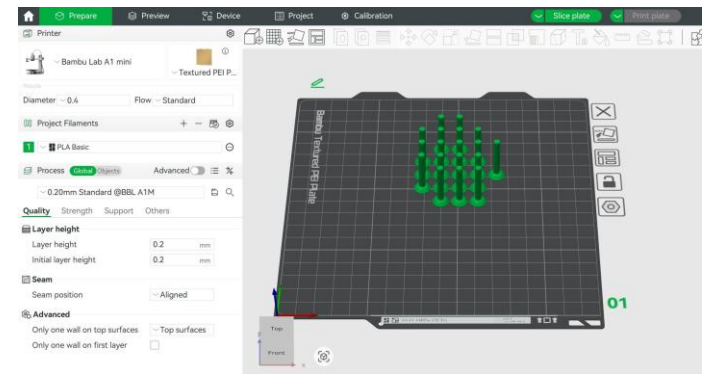 Prepare
Preview
Device
Project
Calibration
Slice plate
Print plate
Printer
Bambu Lab A1 mini
Textured PEI P...
Diameter 0.4 Flow Standard
Project Filaments
1 PLA Basic
Process Global Objects Advanced
0.20mm Standard @BBL A1M
Quality Strength Support Others
Layer height
Layer height 0.2 mm
Initial layer height 0.2 mm
Seam
Seam position Aligned
Advanced
Only one wall on top surfaces Top surfaces
Only one wall on first layer
Bambu Textured PEI Plate
01
Top
Front
x